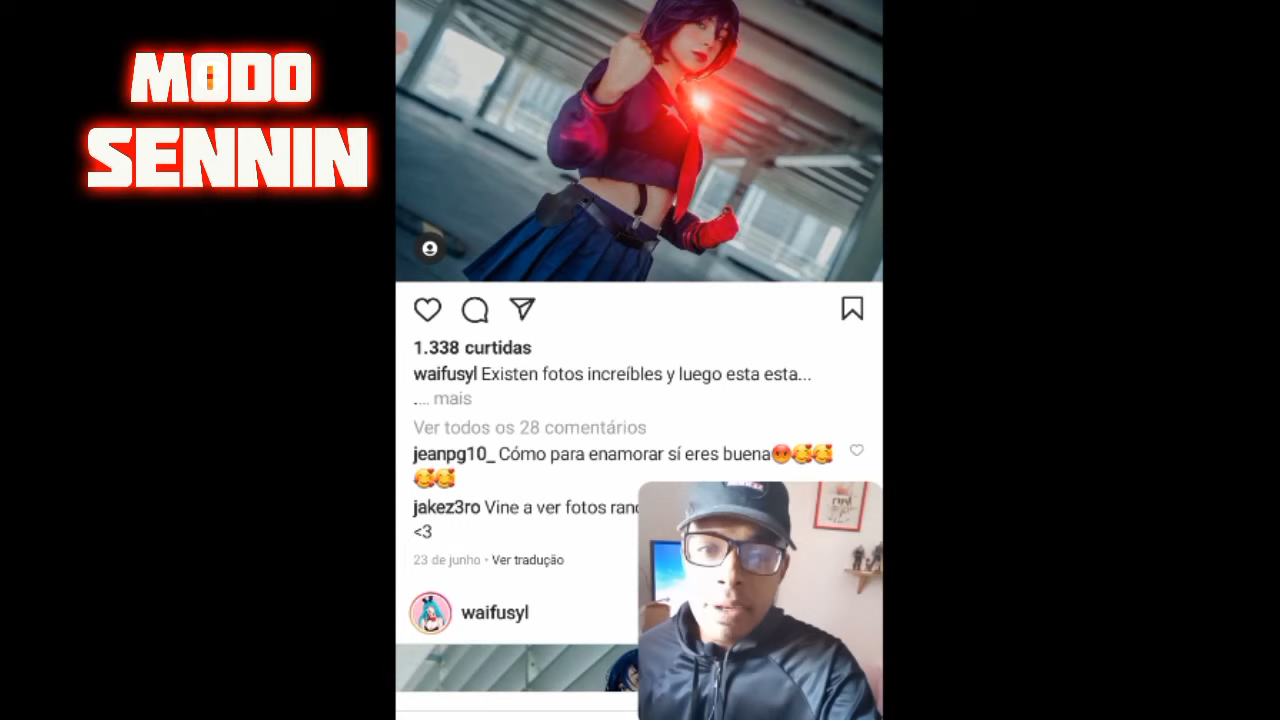 MODO
SENNIN
1.338 curtidas
waifusyl Existen fotos increíbles y luego esta esta...
.... mais
Ver todos os 28 comentários
jeanpg10_ Cómo para enamorar sí eres buena😡🥰🥰
🥰🥰
jakez3ro Vine a ver fotos
<3
23 de junho • Ver tradução
waifusyl